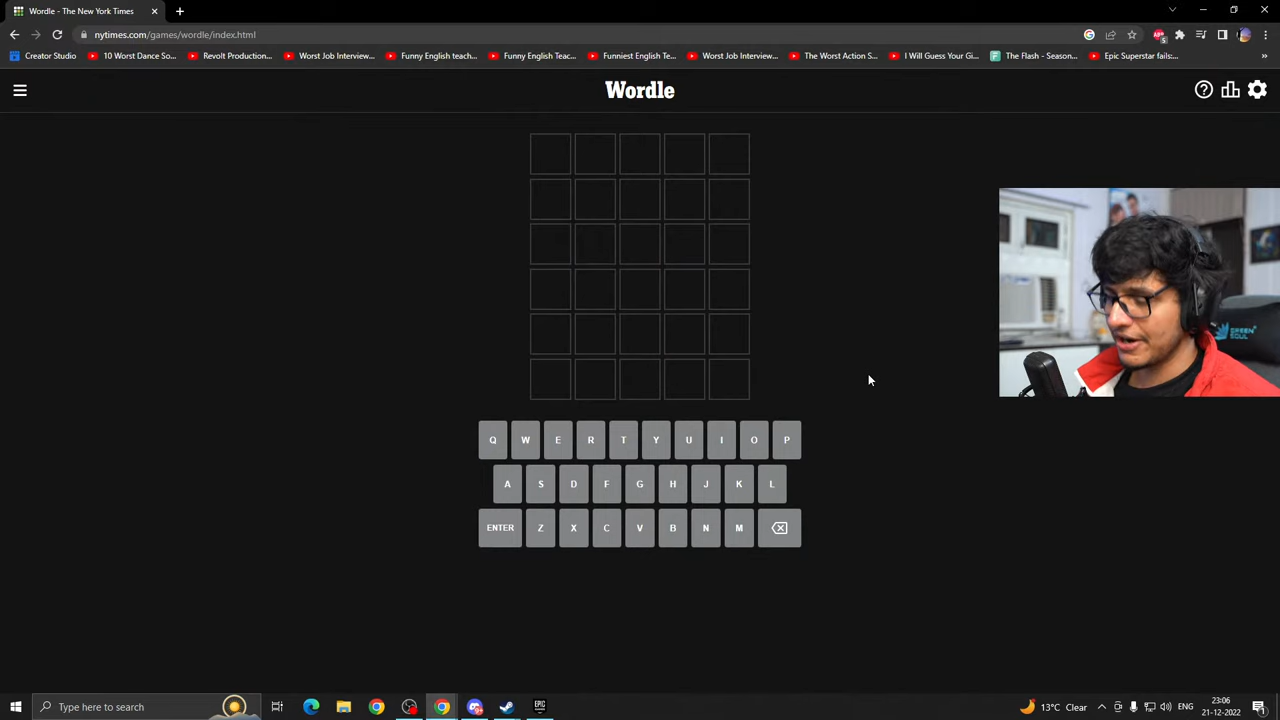 Wordle - The New York Times
nytimes.com/games/wordle/index.html
Creator Studio 10 Worst Dance So... Revolt Production... Worst Job Interview... Funny English teach... Funny English Teac... Funniest English Te... Worst Job Interview... The Worst Action S... I Will Guess Your Gi... The Flash - Season... Epic Superstar fails:...
Wordle
Q W E R T Y U I O P
A S D F G H J K L
ENTER Z X C V B N M
GREEN SOUL
Type here to search
EPIC
13°C Clear
ENG
23:06
21-12-2022